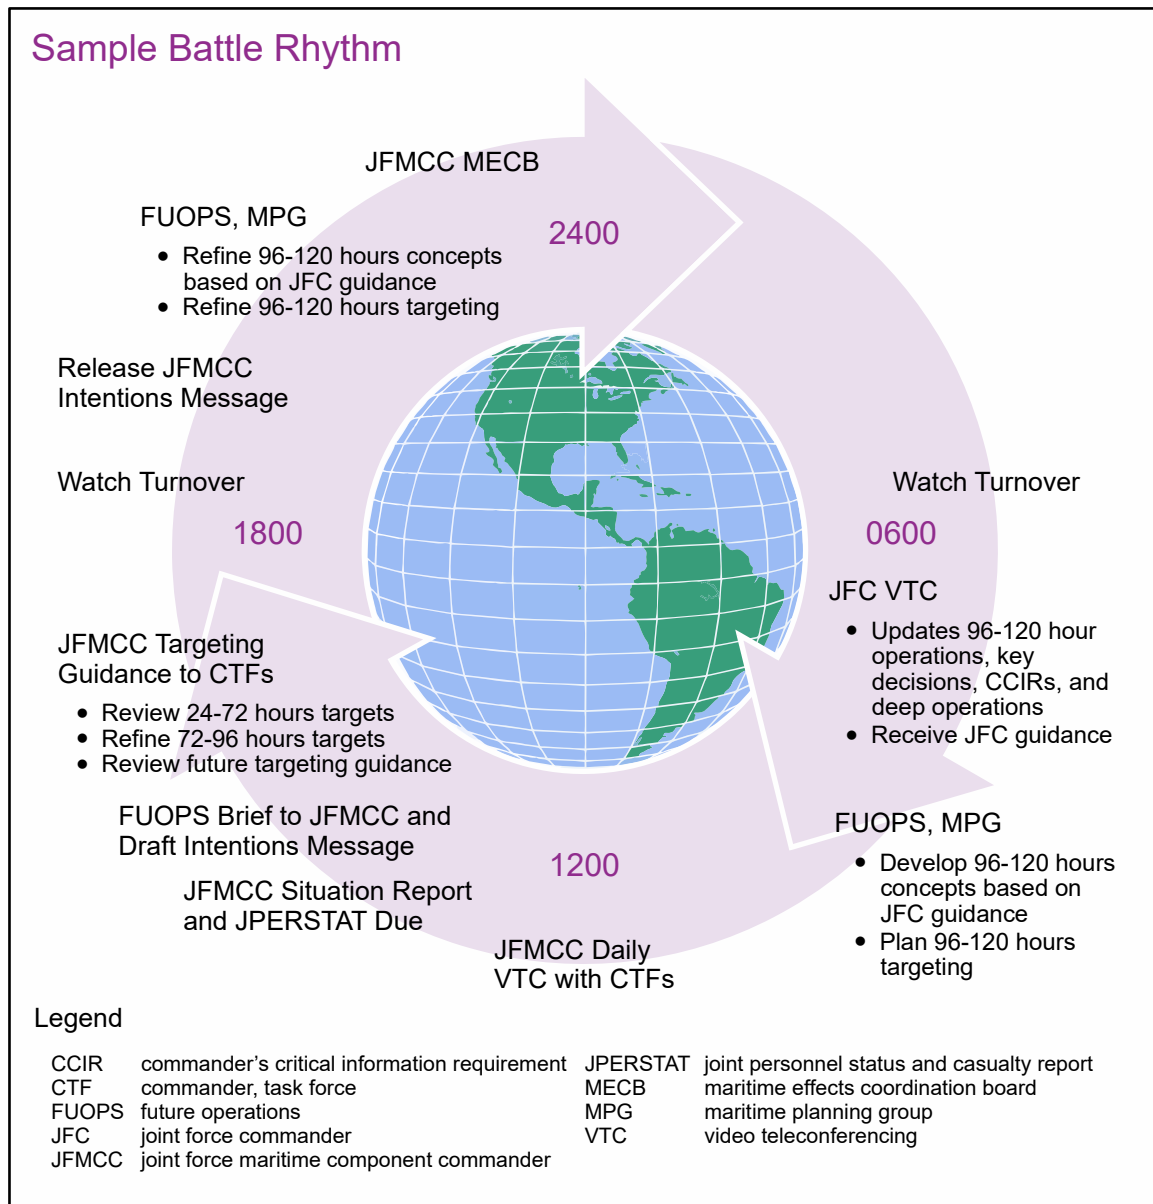 Sample Battle Rhythm
JFMCC MECB
2400
FUOPS, MPG
• Refine 96-120 hours concepts
based on JFC guidance
• Refine 96-120 hours targeting
Release JFMCC
Intentions Message
Watch Turnover
1800
Watch Turnover
0600
JFC VTC
• Updates 96-120 hour
operations, key
decisions, CCIRs, and
deep operations
• Receive JFC guidance
JFMCC Targeting
Guidance to CTFs
• Review 24-72 hours targets
• Refine 72-96 hours targets
• Review future targeting guidance
FUOPS Brief to JFMCC and
Draft Intentions Message
1200
FUOPS, MPG
• Develop 96-120 hours
concepts based on
JFC guidance
• Plan 96-120 hours
targeting
JFMCC Situation Report
and JPERSTAT Due
JFMCC Daily
VTC with CTFs
Legend
CCIR commander's critical information requirement
CTF commander, task force
FUOPS future operations
JFC joint force commander
JFMCC joint force maritime component commander
JPERSTAT joint personnel status and casualty report
MECB maritime effects coordination board
MPG maritime planning group
VTC video teleconferencing